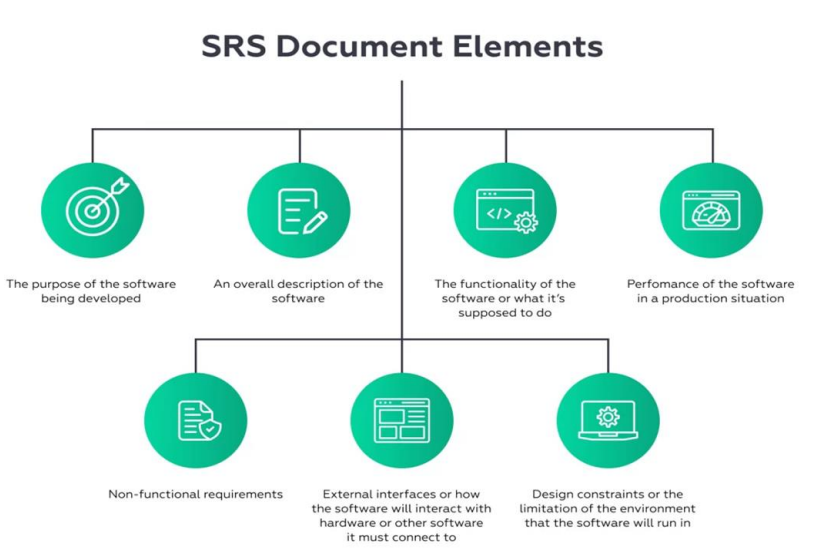 SRS Document Elements
The purpose of the software
being developed
An overall description of the
software
</>
The functionality of the
software or what it's
supposed to do
Perfomance of the software
in a production situation
Non-functional requirements
External interfaces or how
the software will interact with
hardware or other software
it must connect to
Design constraints or the
limitation of the environment
that the software will run in